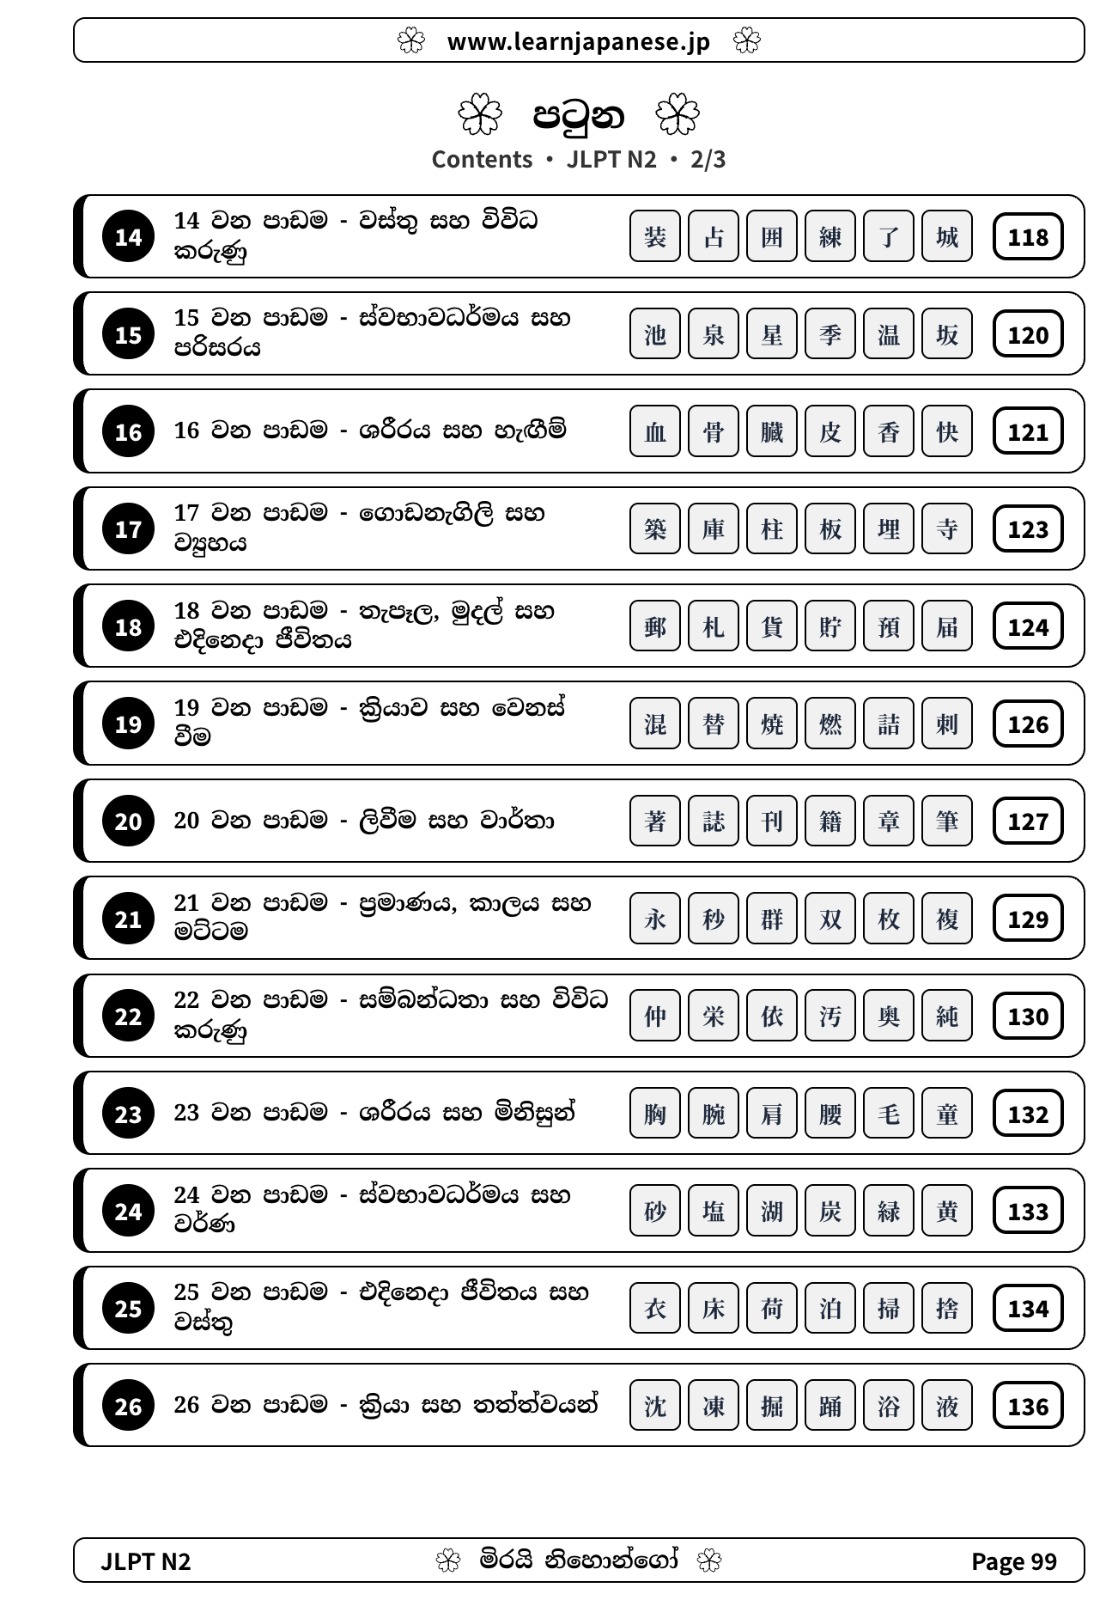 www.learnjapanese.jp
පටුන
Contents • JLPT N2 • 2/3
14 14 වන පාඩම - වස්තු සහ විවිධ කරුණු 装 占 囲 練 了 城 118
15 15 වන පාඩම - ස්වභාවධර්මය සහ පරිසරය 池 泉 星 季 温 坂 120
16 16 වන පාඩම - ශරීරය සහ හැඟීම් 血 骨 臓 皮 香 快 121
17 17 වන පාඩම - ගොඩනැගිලි සහ ව්‍යුහය 築 庫 柱 板 埋 寺 123
18 18 වන පාඩම - තැපෑල, මුදල් සහ එදිනෙදා ජීවිතය 郵 札 貨 貯 預 届 124
19 19 වන පාඩම - ක්‍රියාව සහ වෙනස් වීම 混 替 焼 燃 詰 刺 126
20 20 වන පාඩම - ලිවීම සහ වාර්තා 著 誌 刊 籍 章 筆 127
21 21 වන පාඩම - ප්‍රමාණය, කාලය සහ මට්ටම 永 秒 群 双 枚 複 129
22 22 වන පාඩම - සම්බන්ධතා සහ විවිධ කරුණු 仲 栄 依 汚 奥 純 130
23 23 වන පාඩම - ශරීරය සහ මිනිසුන් 胸 腕 肩 腰 毛 童 132
24 24 වන පාඩම - ස්වභාවධර්මය සහ වර්ණ 砂 塩 湖 炭 緑 黄 133
25 25 වන පාඩම - එදිනෙදා ජීවිතය සහ වස්තු 衣 床 荷 泊 掃 捨 134
26 26 වන පාඩම - ක්‍රියා සහ තත්ත්වයන් 沈 凍 掘 踊 浴 液 136
JLPT N2 මිරයි නිහොන්ගෝ Page 99